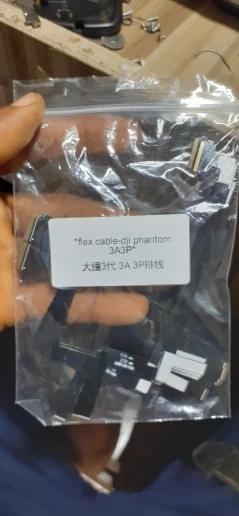 *flex cable-dji phantom
3A3P*
大疆3代 3A 3P排线